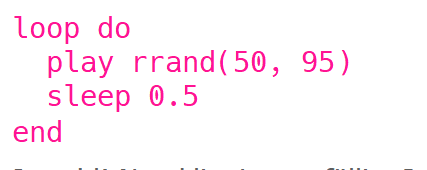 loop do
  play rrand(50, 95)
  sleep 0.5
end